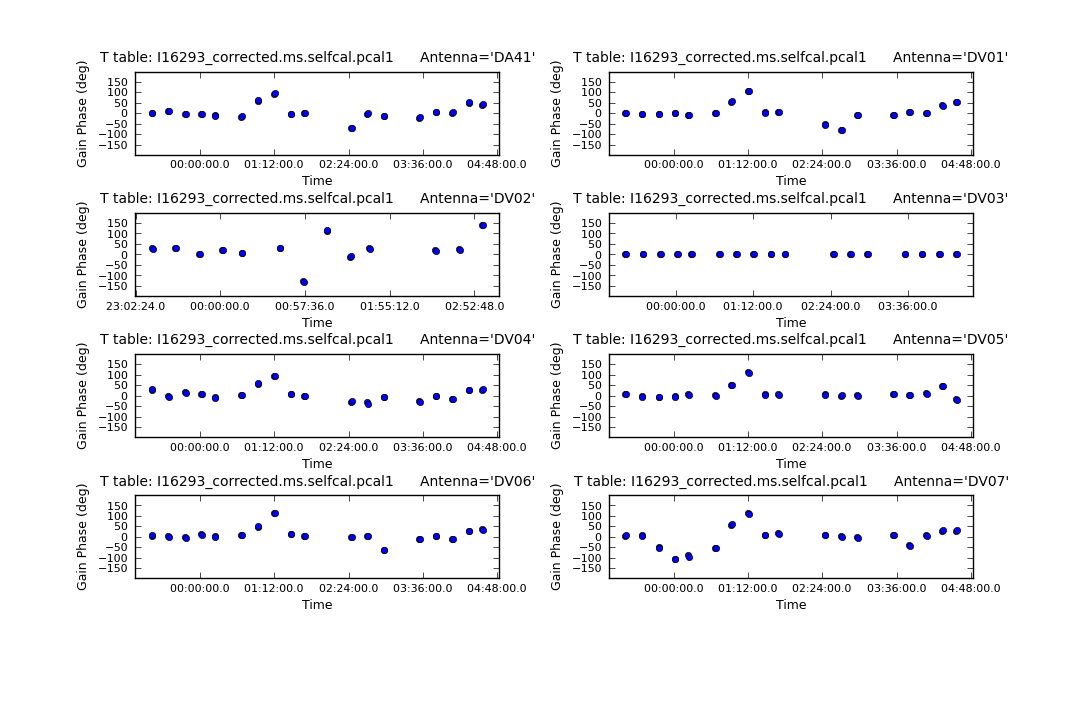 T table: I16293_corrected.ms.selfcal.pcal1 Antenna='DA41'
Gain Phase (deg)
150
100
50
0
−50
−100
−150
00:00:00.0 01:12:00.0 02:24:00.0 03:36:00.0 04:48:00.0
Time
T table: I16293_corrected.ms.selfcal.pcal1 Antenna='DV01'
Gain Phase (deg)
150
100
50
0
−50
−100
−150
00:00:00.0 01:12:00.0 02:24:00.0 03:36:00.0 04:48:00.0
Time
T table: I16293_corrected.ms.selfcal.pcal1 Antenna='DV02'
Gain Phase (deg)
150
100
50
0
−50
−100
−150
23:02:24.0 00:00:00.0 00:57:36.0 01:55:12.0 02:52:48.0
Time
T table: I16293_corrected.ms.selfcal.pcal1 Antenna='DV03'
Gain Phase (deg)
150
100
50
0
−50
−100
−150
00:00:00.0 01:12:00.0 02:24:00.0 03:36:00.0
Time
T table: I16293_corrected.ms.selfcal.pcal1 Antenna='DV04'
Gain Phase (deg)
150
100
50
0
−50
−100
−150
00:00:00.0 01:12:00.0 02:24:00.0 03:36:00.0 04:48:00.0
Time
T table: I16293_corrected.ms.selfcal.pcal1 Antenna='DV05'
Gain Phase (deg)
150
100
50
0
−50
−100
−150
00:00:00.0 01:12:00.0 02:24:00.0 03:36:00.0 04:48:00.0
Time
T table: I16293_corrected.ms.selfcal.pcal1 Antenna='DV06'
Gain Phase (deg)
150
100
50
0
−50
−100
−150
00:00:00.0 01:12:00.0 02:24:00.0 03:36:00.0 04:48:00.0
Time
T table: I16293_corrected.ms.selfcal.pcal1 Antenna='DV07'
Gain Phase (deg)
150
100
50
0
−50
−100
−150
00:00:00.0 01:12:00.0 02:24:00.0 03:36:00.0 04:48:00.0
Time